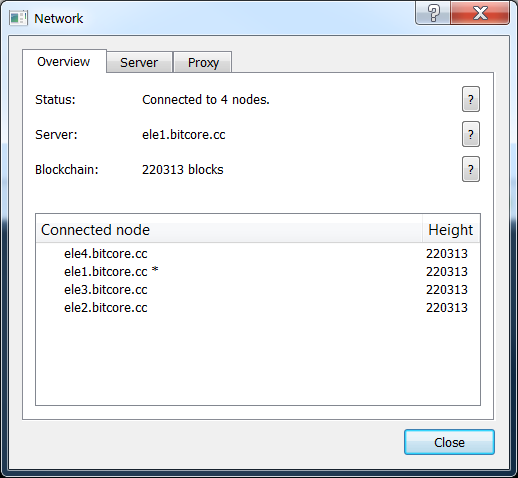 Network
?
Overview Server Proxy
Status: Connected to 4 nodes. ?
Server: ele1.bitcore.cc ?
Blockchain: 220313 blocks ?
Connected node Height
ele4.bitcore.cc 220313
ele1.bitcore.cc * 220313
ele3.bitcore.cc 220313
ele2.bitcore.cc 220313
Close